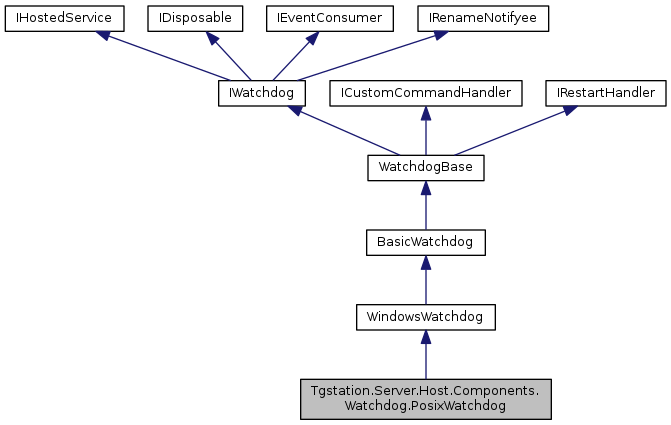 IHostedService
IDisposable
IEventConsumer
IRenameNotifyee
IWatchdog
ICustomCommandHandler
IRestartHandler
WatchdogBase
BasicWatchdog
WindowsWatchdog
Tgstation.Server.Host.Components.
Watchdog.PosixWatchdog